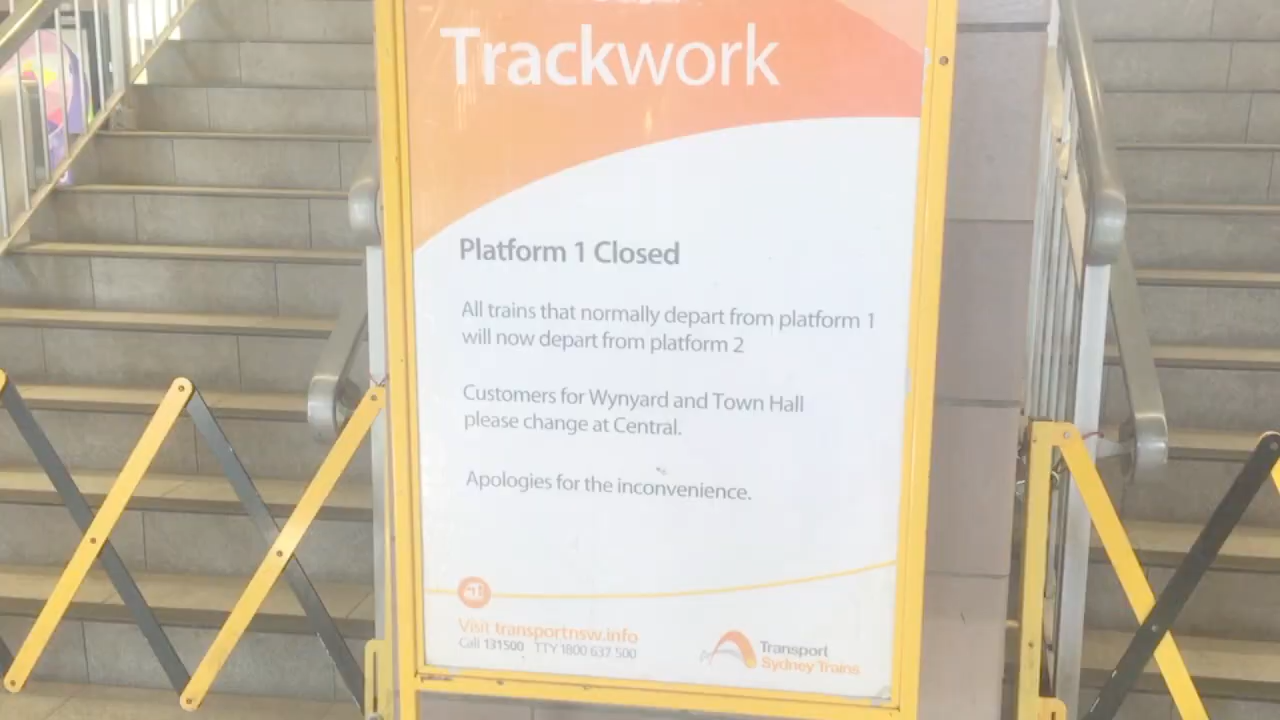 Trackwork
Platform 1 Closed
All trains that normally depart from platform 1
will now depart from platform 2
Customers for Wynyard and Town Hall
please change at Central.
Apologies for the inconvenience.
Visit transportnsw.info
Call 131500 TTY 1800 637 500
Transport
Sydney Trains